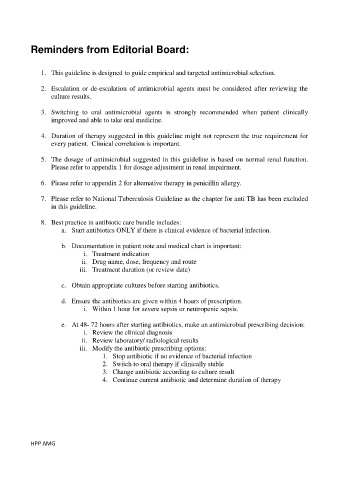 Reminders from Editorial Board:
1. This guideline is designed to guide empirical and targeted antimicrobial selection.
2. Escalation or de-escalation of antimicrobial agents must be considered after reviewing the
culture results.
3. Switching to oral antimicrobial agents is strongly recommended when patient clinically
improved and able to take oral medicine.
4. Duration of therapy suggested in this guideline might not represent the true requirement for
every patient. Clinical correlation is important.
5. The dosage of antimicrobial suggested in this guideline is based on normal renal function.
Please refer to appendix 1 for dosage adjustment in renal impairment.
6. Please refer to appendix 2 for alternative therapy in penicillin allergy.
7. Please refer to National Tuberculosis Guideline as the chapter for anti TB has been excluded
in this guideline.
8. Best practice in antibiotic care bundle includes:
a. Start antibiotics ONLY if there is clinical evidence of bacterial infection.
b. Documentation in patient note and medical chart is important:
i. Treatment indication
ii. Drug name, dose, frequency and route
iii. Treatment duration (or review date)
c. Obtain appropriate cultures before starting antibiotics.
d. Ensure the antibiotics are given within 4 hours of prescription.
i. Within 1 hour for severe sepsis or neutropenic sepsis.
e. At 48- 72 hours after starting antibiotics, make an antimicrobial prescribing decision:
i. Review the clinical diagnosis
ii. Review laboratory/ radiological results
iii. Modify the antibiotic prescribing options:
1. Stop antibiotic if no evidence of bacterial infection
2. Switch to oral therapy if clinically stable
3. Change antibiotic according to culture result
4. Continue current antibiotic and determine duration of therapy
HPP AMG